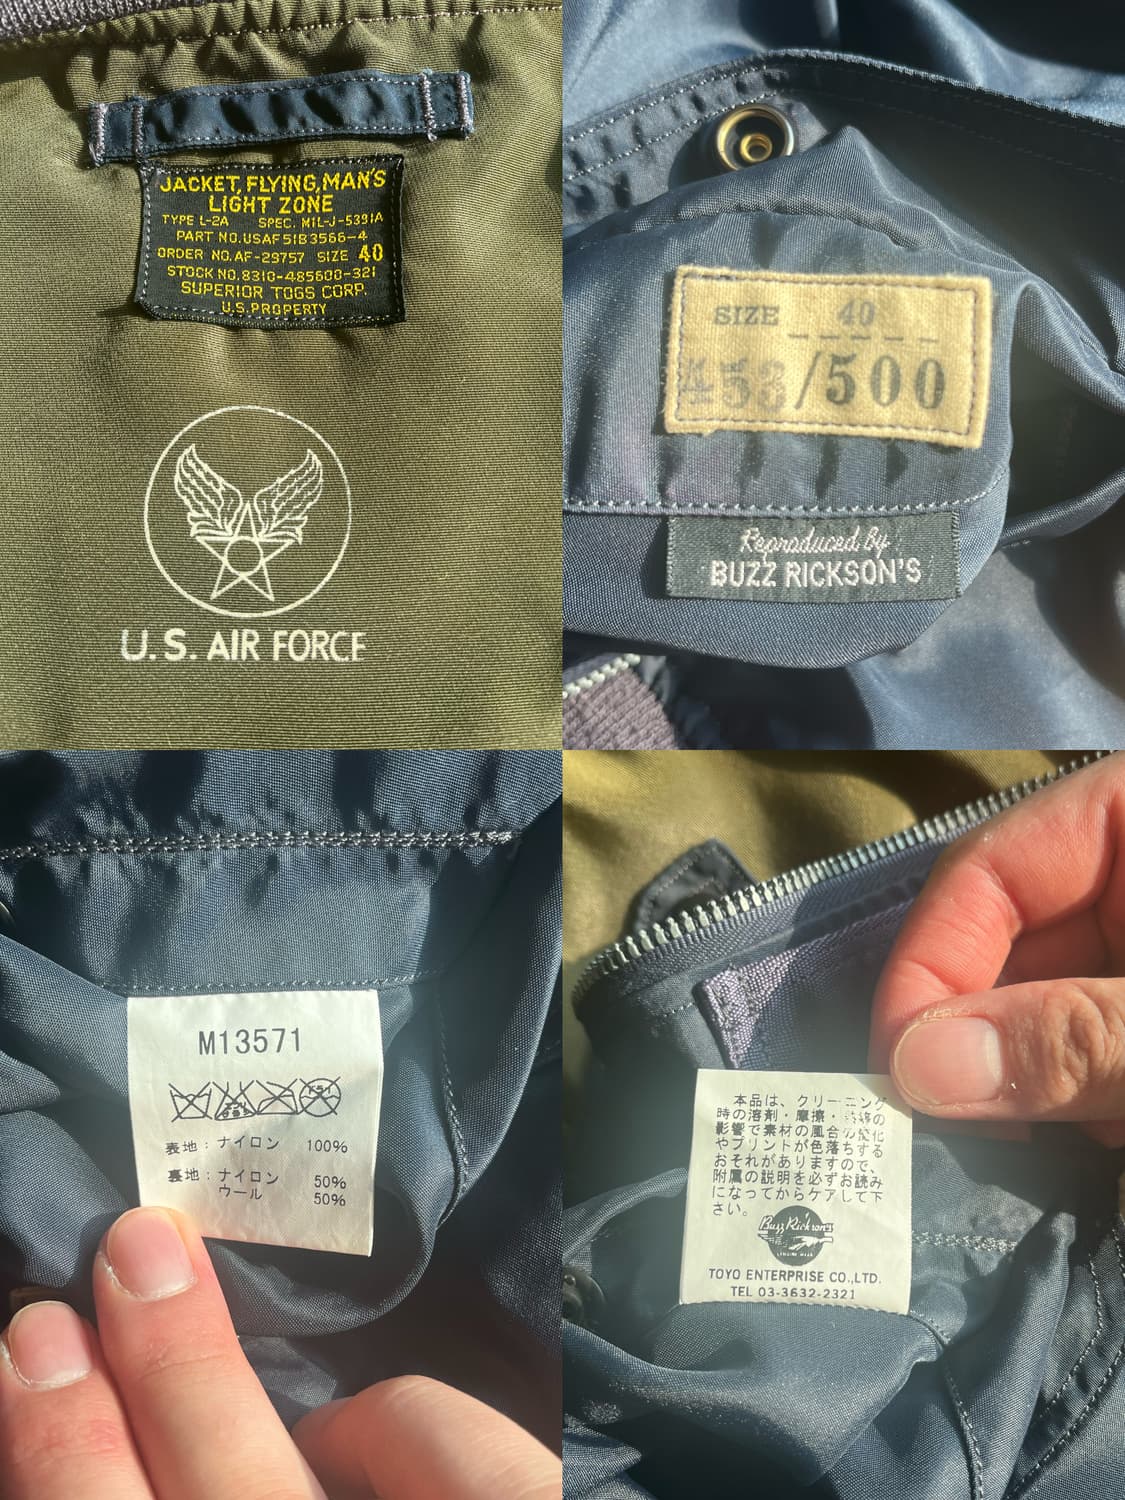 JACKET, FLYING, MAN'S
LIGHT ZONE
TYPE L-2A SPEC. MIL-J-5391A
PART NO. USAF 51B3566-4
ORDER NO. AF-29757 SIZE 40
STOCK NO. 8310-485600-321
SUPERIOR TOGS CORP.
U.S. PROPERTY
U.S. AIR FORCE
SIZE 40
53/500
Reproduced by
BUZZ RICKSON'S
M13571
表地:ナイロン 100%
裏地:ナイロン 50%
ウール 50%
本品は、クリーニング
時の溶剤・摩擦・の
影響で素材の風合の変化
やプリントが色落ちする
おそれがありますので、
附属の説明を必ずお読み
になってからケアして下
さい。
Buzz Rickson's
TOYO ENTERPRISE CO.,LTD.
TEL 03-3632-2321